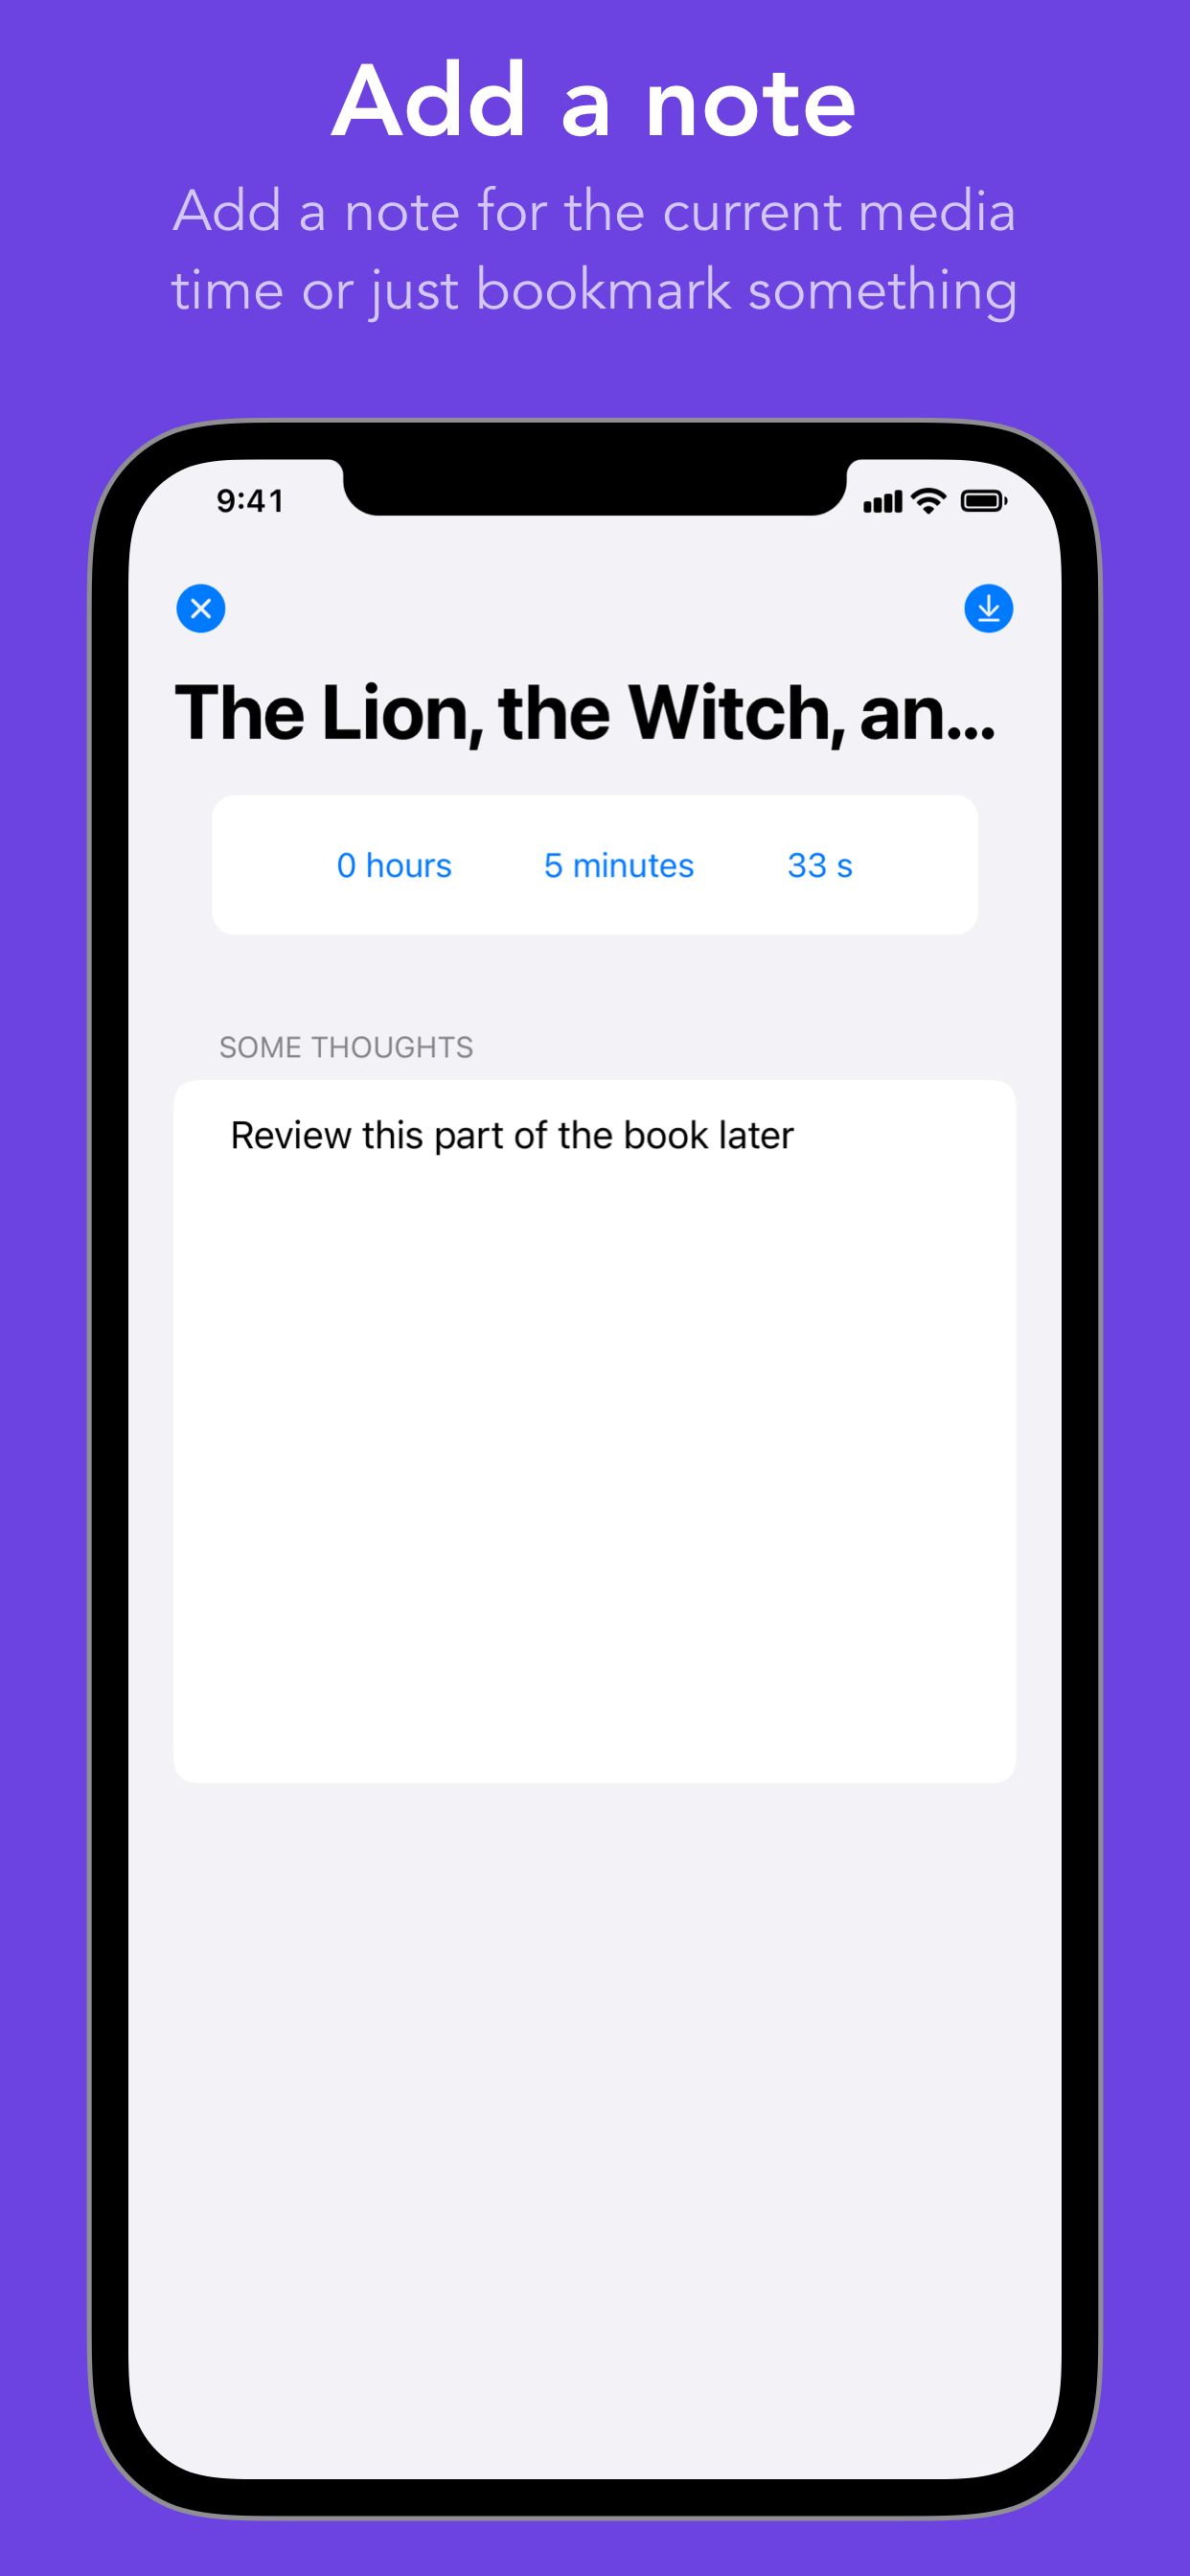 Add a note
Add a note for the current media
time or just bookmark something
9:41
The Lion, the Witch, an...
0 hours 5 minutes 33 s
SOME THOUGHTS
Review this part of the book later